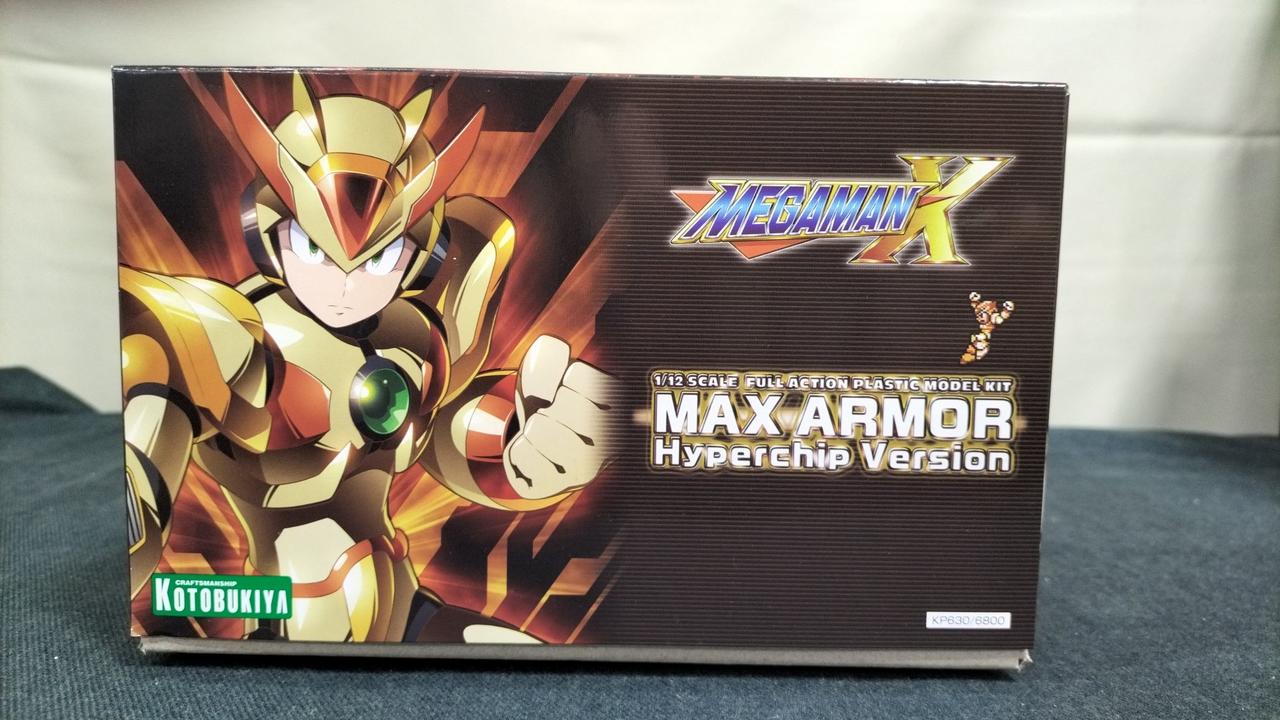 MEGAMAN X
1/12 SCALE FULL ACTION PLASTIC MODEL KIT
MAX ARMOR
Hyperchip Version
CRAFTSMANSHIP
KOTOBUKIYA
KP630/6800